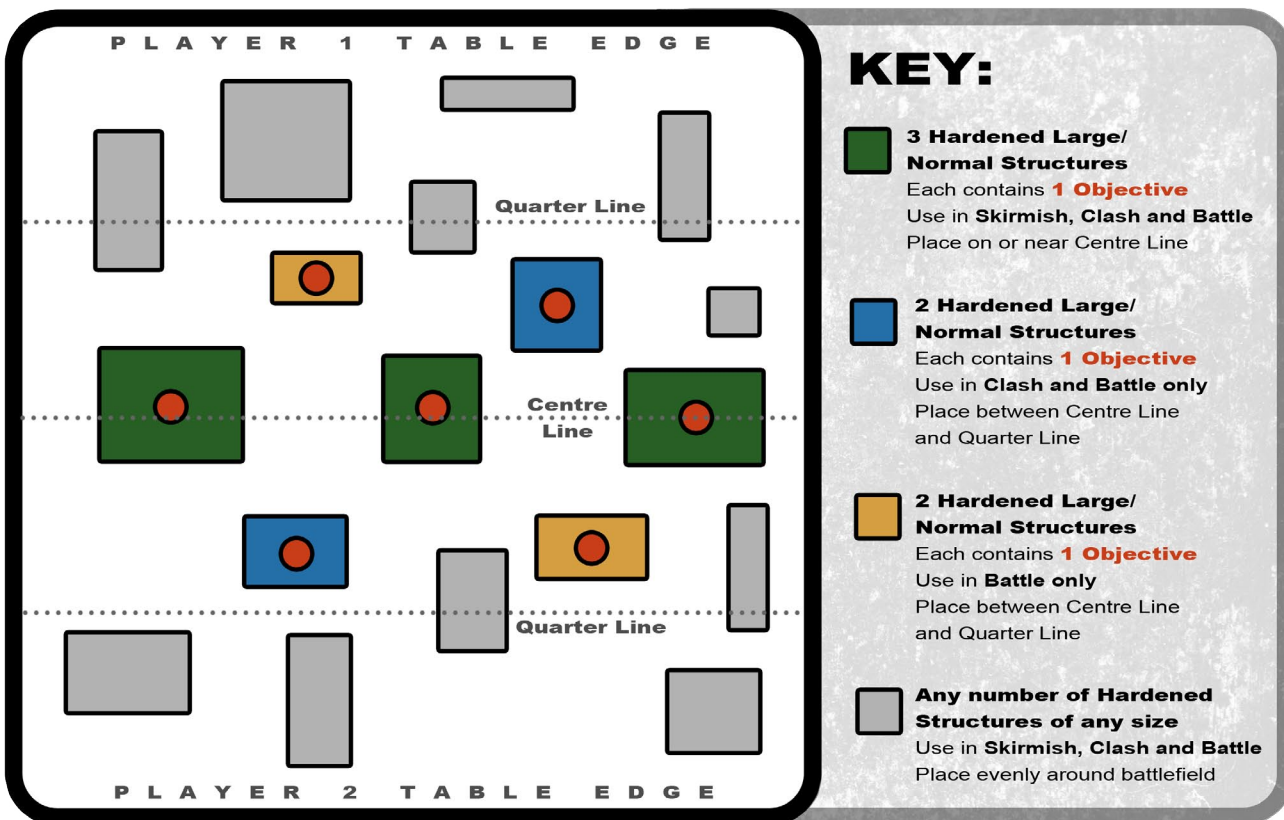 PLAYER 1 TABLE EDGE
Quarter Line
Centre
Line
Quarter Line
PLAYER 2 TABLE EDGE
KEY:
3 Hardened Large/
Normal Structures
Each contains 1 Objective
Use in Skirmish, Clash and Battle
Place on or near Centre Line
2 Hardened Large/
Normal Structures
Each contains 1 Objective
Use in Clash and Battle only
Place between Centre Line
and Quarter Line
2 Hardened Large/
Normal Structures
Each contains 1 Objective
Use in Battle only
Place between Centre Line
and Quarter Line
Any number of Hardened
Structures of any size
Use in Skirmish, Clash and Battle
Place evenly around battlefield